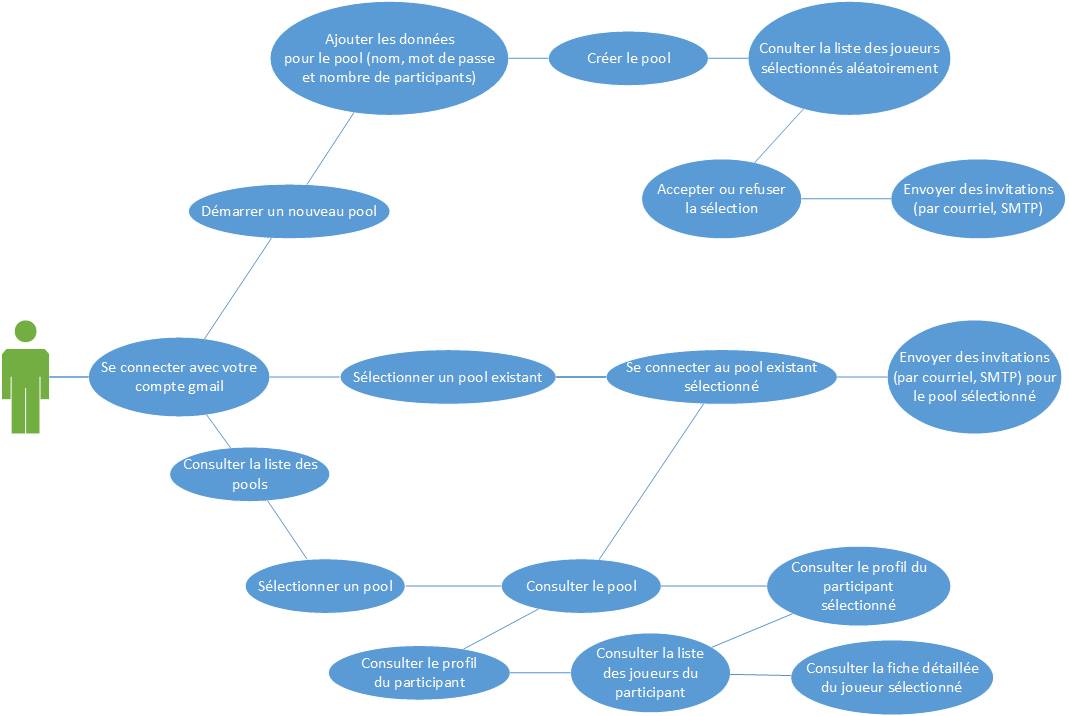 Ajouter les données
pour le pool (nom, mot de passe
et nombre de participants)
Créer le pool
Conulter la liste des joueurs
sélectionnés aléatoirement
Démarrer un nouveau pool
Accepter ou refuser
la sélection
Envoyer des invitations
(par courriel, SMTP)
Se connecter avec votre
compte gmail
Sélectionner un pool existant
Se connecter au pool existant
sélectionné
Envoyer des invitations
(par courriel, SMTP) pour
le pool sélectionné
Consulter la liste des
pools
Sélectionner un pool
Consulter le pool
Consulter le profil du
participant
sélectionné
Consulter le profil
du participant
Consulter la liste
des joueurs du
participant
Consulter la fiche détaillée
du joueur sélectionné